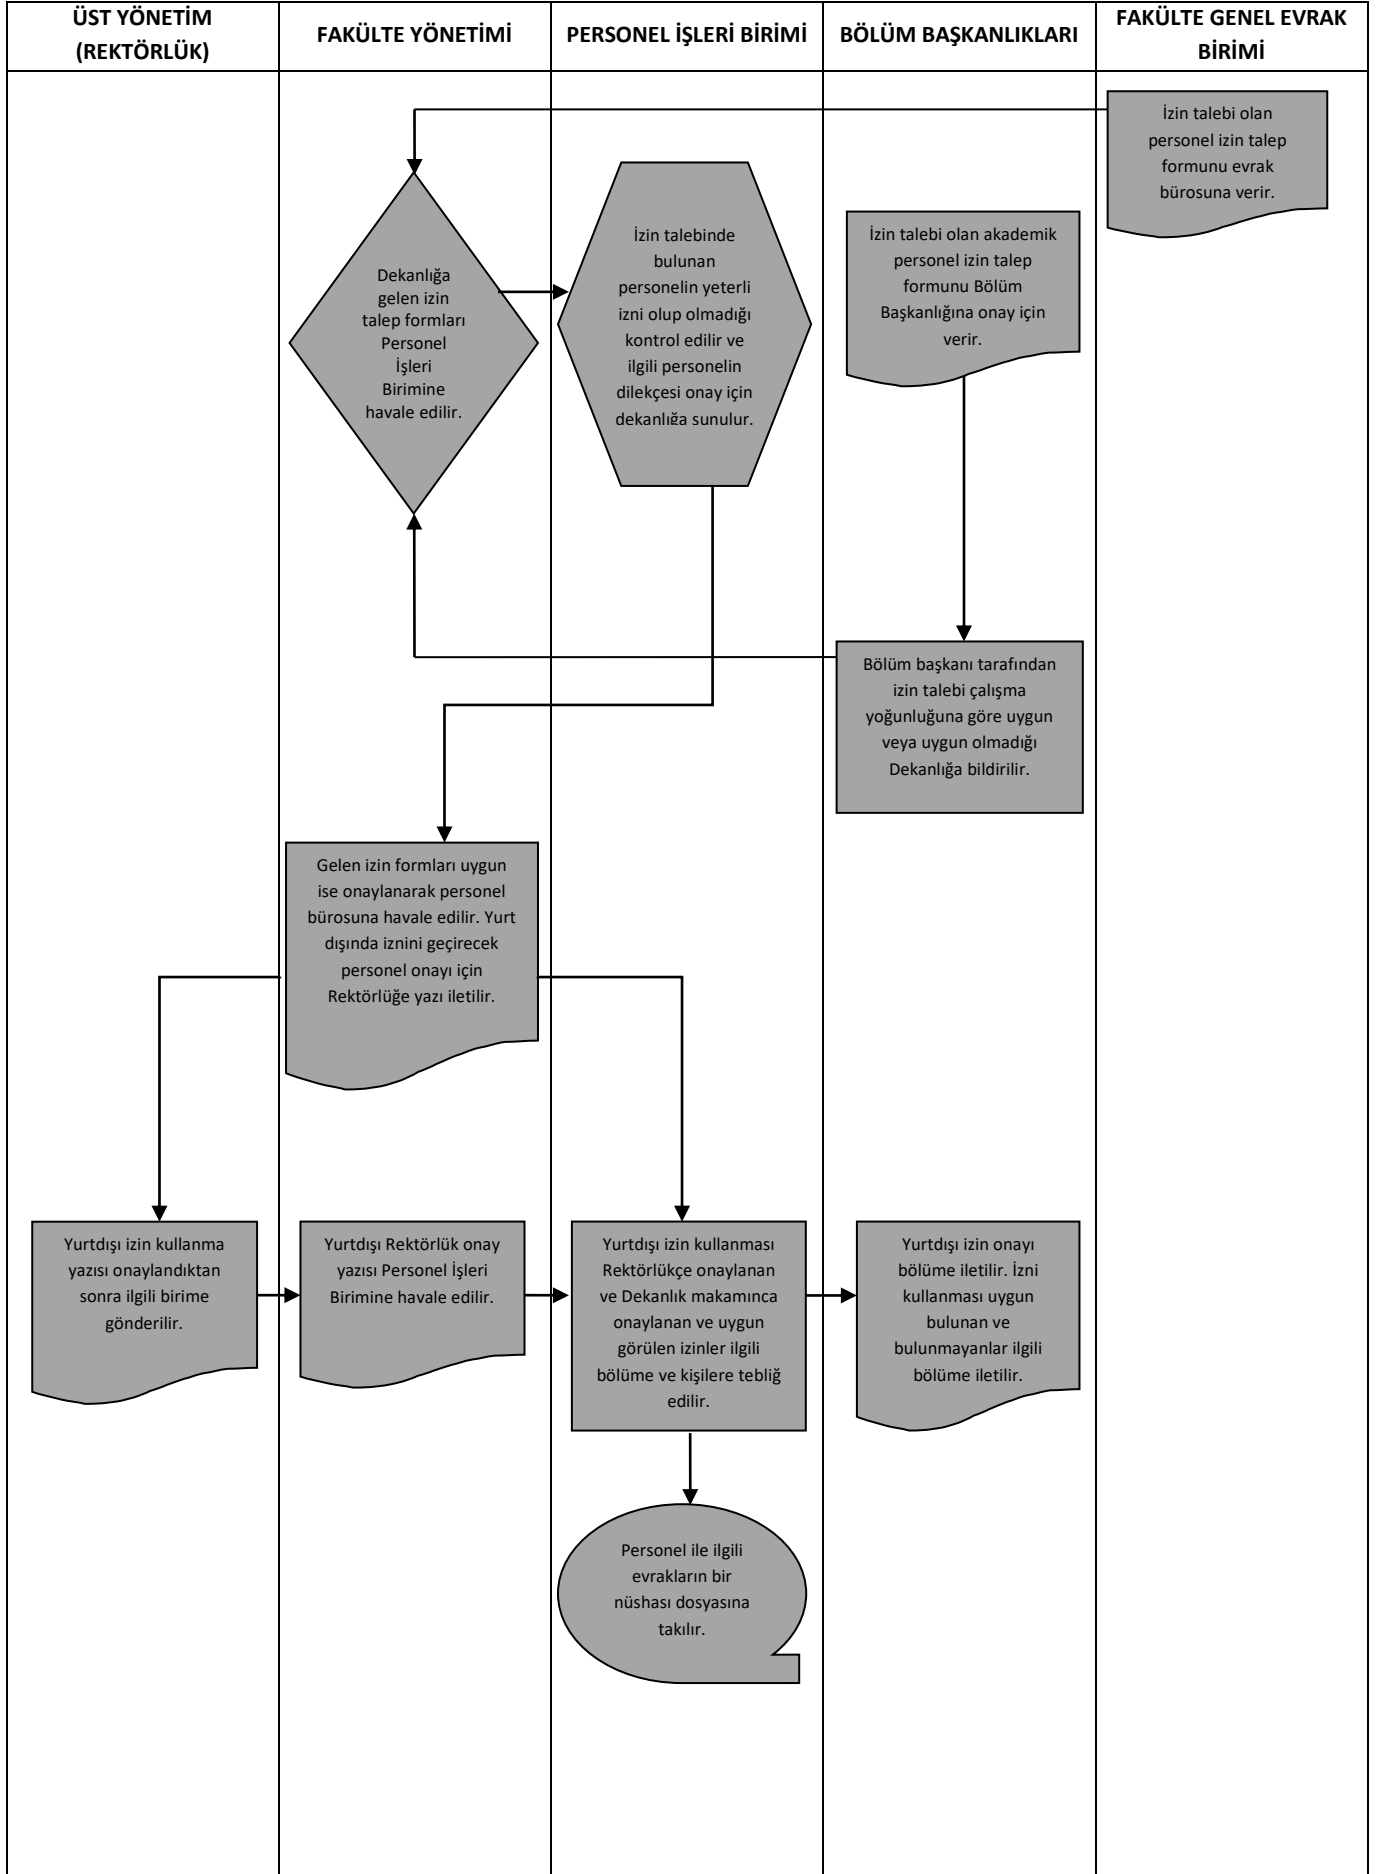 ÜST YÖNETİM
(REKTÖRLÜK)
FAKÜLTE YÖNETİMİ
PERSONEL İŞLERİ BİRİMİ
BÖLÜM BAŞKANLIKLARI
FAKÜLTE GENEL EVRAK
BİRİMİ
İzin talebi olan
personel izin talep
formunu evrak
bürosuna verir.
Dekanlığa
gelen izin
talep formları
Personel
İşleri
Birimine
havale edilir.
İzin talebinde
bulunan
personelin yeterli
izni olup olmadığı
kontrol edilir ve
ilgili personelin
dilekçesi onay için
dekanlığa sunulur.
İzin talebi olan akademik
personel izin talep
formunu Bölüm
Başkanlığına onay için
verir.
Bölüm başkanı tarafından
izin talebi çalışma
yoğunluğuna göre uygun
veya uygun olmadığı
Dekanlığa bildirilir.
Gelen izin formları uygun
ise onaylanarak personel
bürosuna havale edilir. Yurt
dışında iznini geçirecek
personel onayı için
Rektörlüğe yazı iletilir.
Yurtdışı izin kullanma
yazısı onaylandıktan
sonra ilgili birime
gönderilir.
Yurtdışı Rektörlük onay
yazısı Personel İşleri
Birimine havale edilir.
Yurtdışı izin kullanması
Rektörlükçe onaylanan
ve Dekanlık makamınca
onaylanan ve uygun
görülen izinler ilgili
bölüme ve kişilere tebliğ
edilir.
Yurtdışı izin onayı
bölüme iletilir. İzni
kullanması uygun
bulunan ve
bulunmayanlar ilgili
bölüme iletilir.
Personel ile ilgili
evrakların bir
nüshası dosyasına
takılır.